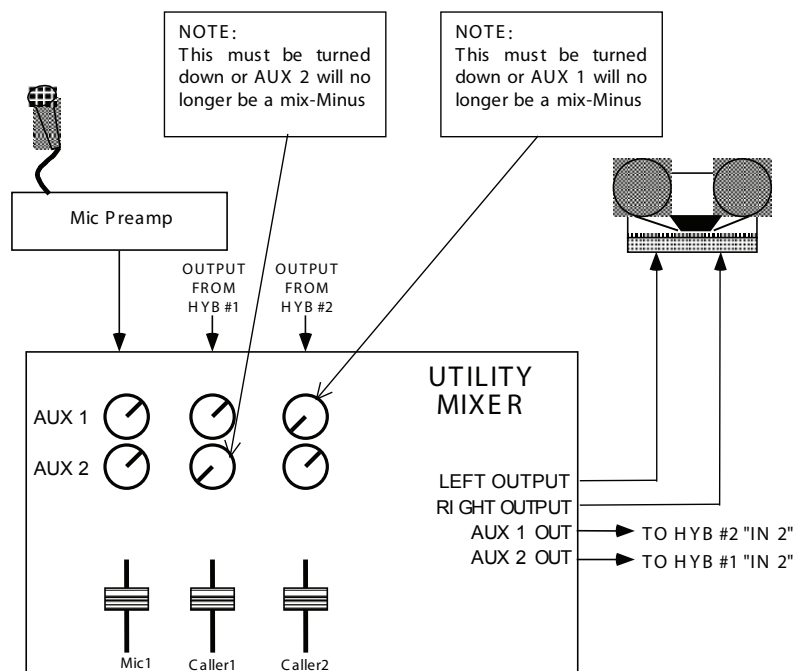 NOTE:
This must be turned
down or AUX 2 will no
longer be a mix-Minus
NOTE:
This must be turned
down or AUX 1 will no
longer be a mix-Minus
Mic Preamp
OUTPUT
FROM
HYB #1
OUTPUT
FROM
HYB #2
UTILITY
MIXER
AUX 1
AUX 2
LEFT OUTPUT
RIGHT OUTPUT
AUX 1 OUT
TO HYB #2 "IN 2"
AUX 2 OUT
TO HYB #1 "IN 2"
Mic1
Caller1
Caller2